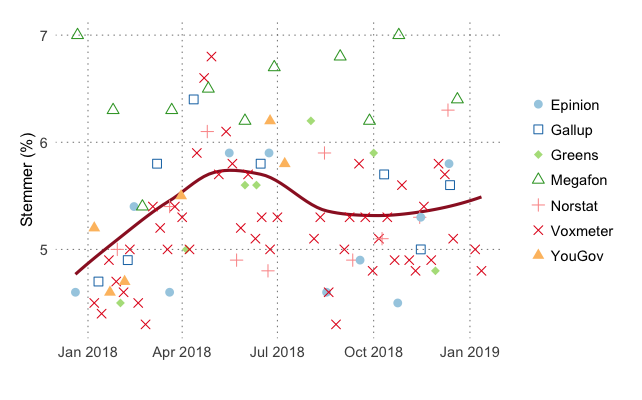 7
6
5
Stemmer (%)
Jan 2018 Apr 2018 Jul 2018 Oct 2018 Jan 2019
Epinion
Gallup
Greens
Megafon
Norstat
Voxmeter
YouGov